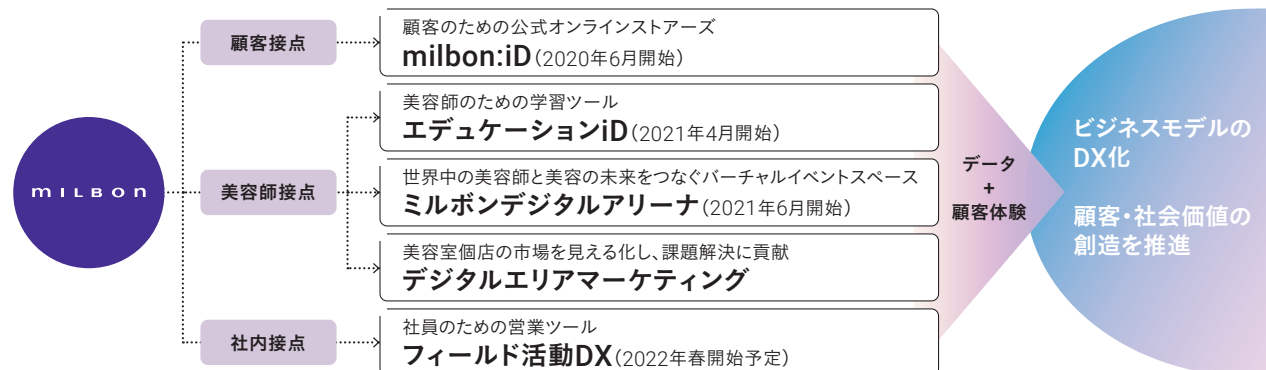 MILBON
顧客接点
顧客のための公式オンラインストアーズ
milbon:iD(2020年6月開始)
美容師接点
美容師のための学習ツール
エデュケーションiD(2021年4月開始)
世界中の美容師と美容の未来をつなぐバーチャルイベントスペース
ミルボンデジタルアリーナ(2021年6月開始)
美容室個店の市場を見える化し、課題解決に貢献
デジタルエリアマーケティング
社内接点
社員のための営業ツール
フィールド活動DX(2022年春開始予定)
データ
+
顧客体験
ビジネスモデルの
DX化
顧客・社会価値の
創造を推進